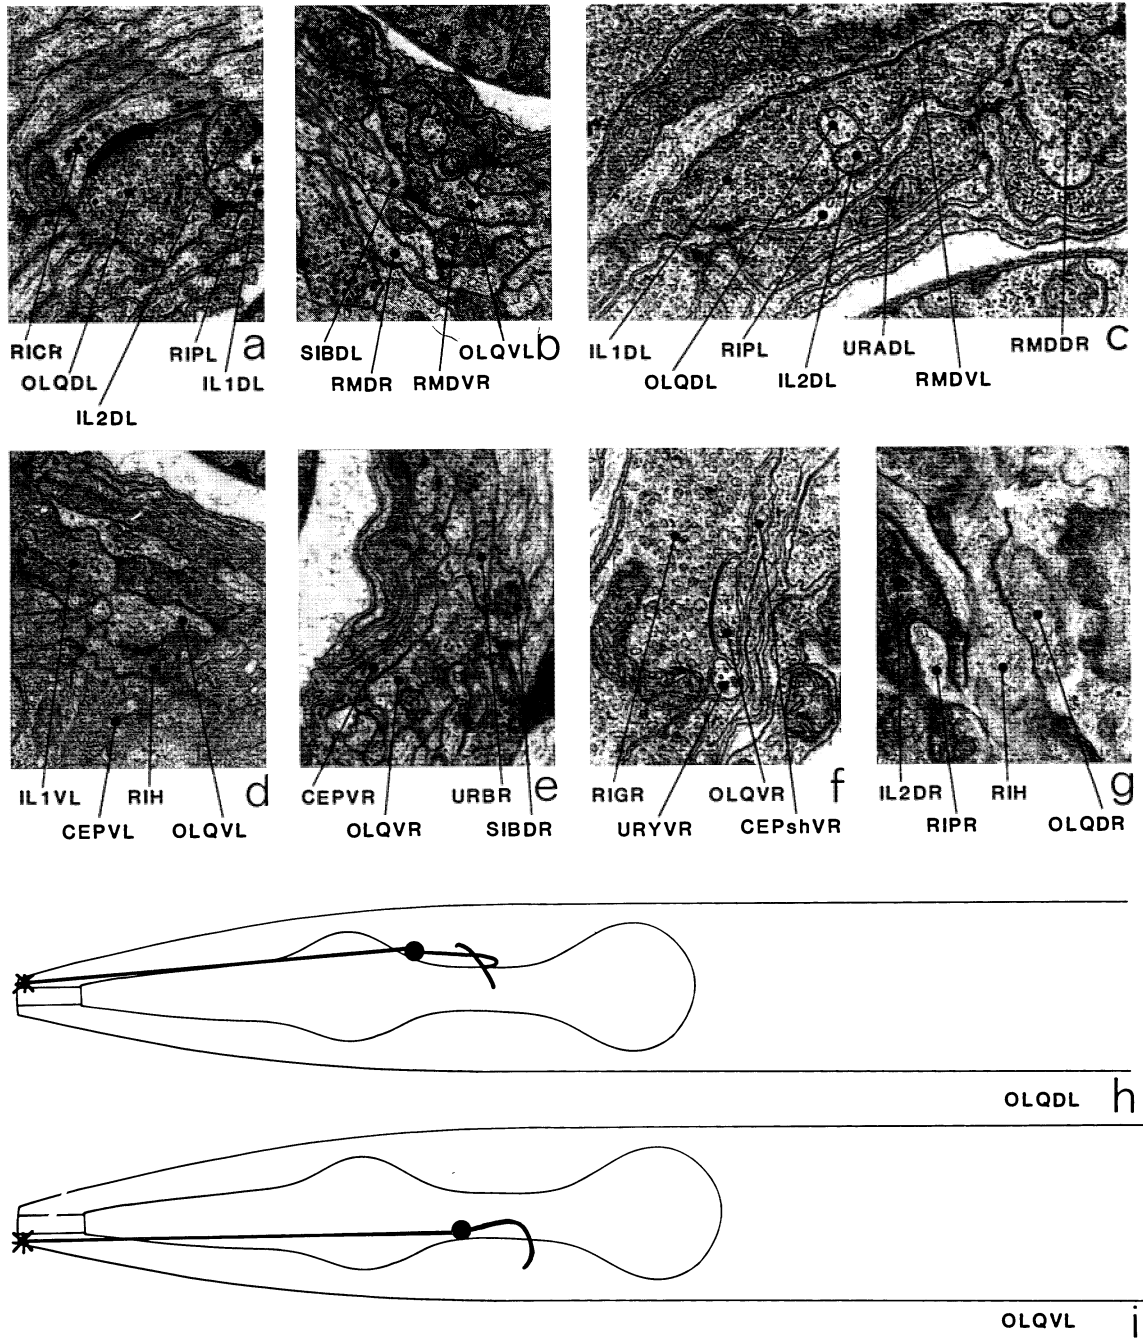 RICR RIPL a
OLQDL IL1DL
IL2DL
SIBDL OLQVL b
RMDR RMDVR
IL1DL RIPL URADL RMDDR c
OLQDL IL2DL RMDVL
IL1VL RIH d
CEPVL OLQVL
CEPVR URBR e
OLQVR SIBDR
RIGR OLQVR f
URYVR CEPshVR
IL2DR RIH g
RIPR OLQDR
OLQDL h
OLQVL i